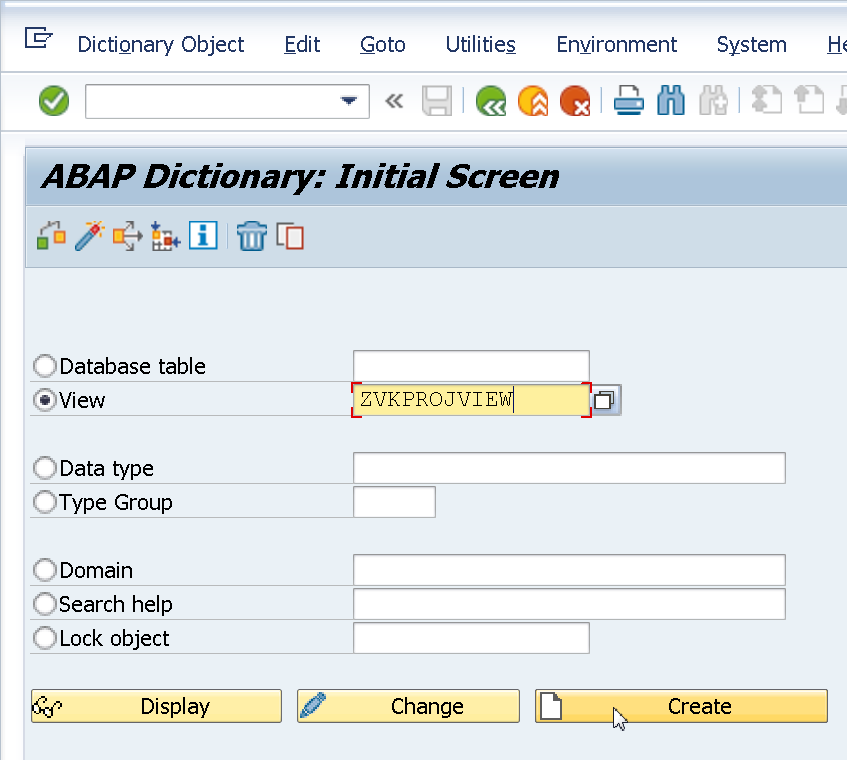 Dictionary Object Edit Goto Utilities Environment System He
ABAP Dictionary: Initial Screen
Database table
View ZVKPROJVIEW
Data type
Type Group
Domain
Search help
Lock object
Display Change Create